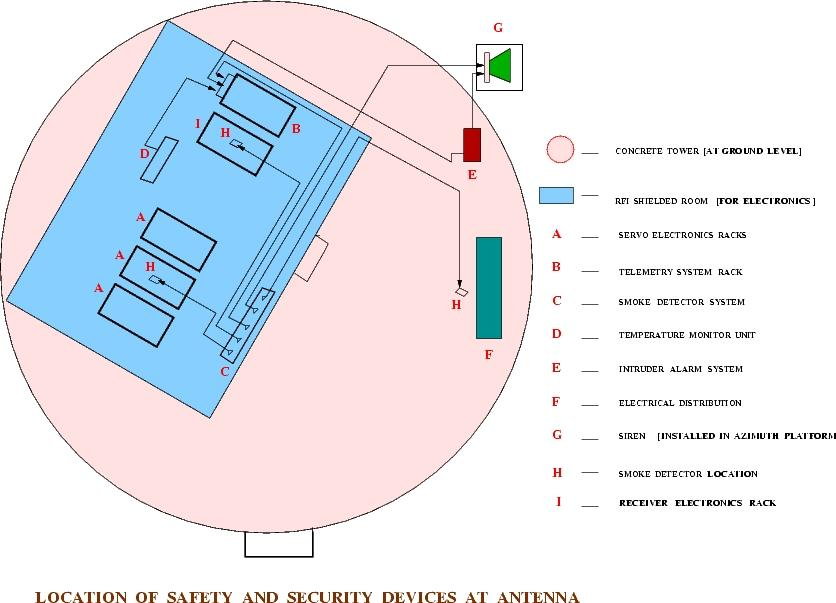 G
B
I
H
D
E
A
A
H
A
H
C
F
CONCRETE TOWER [AT GROUND LEVEL]
RFI SHIELDED ROOM [FOR ELECTRONICS]
A SERVO ELECTRONICS RACKS
B TELEMETRY SYSTEM RACK
C SMOKE DETECTOR SYSTEM
D TEMPERATURE MONITOR UNIT
E INTRUDER ALARM SYSTEM
F ELECTRICAL DISTRIBUTION
G SIREN [INSTALLED IN AZIMUTH PLATFORM
H SMOKE DETECTOR LOCATION
I RECEIVER ELECTRONICS RACK
LOCATION OF SAFETY AND SECURITY DEVICES AT ANTENNA